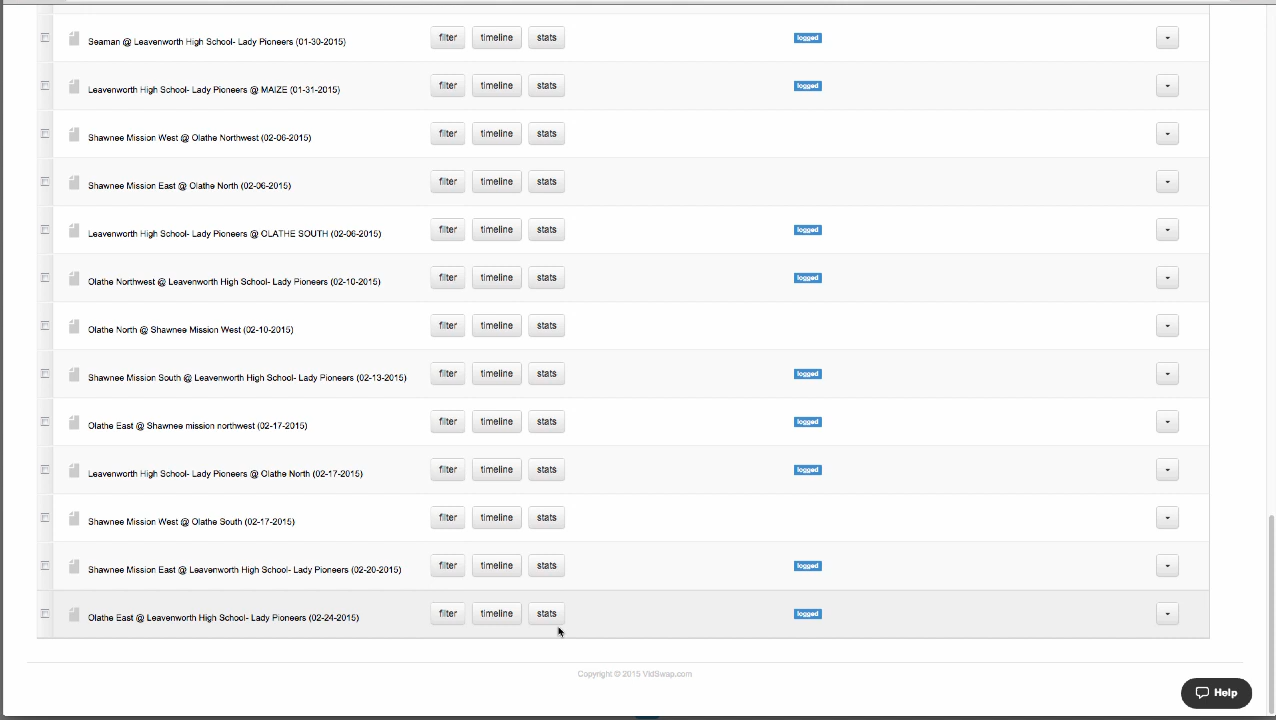 Seaman @ Leavenworth High School- Lady Pioneers (01-30-2015) filter timeline stats logged
Leavenworth High School- Lady Pioneers @ MAIZE (01-31-2015) filter timeline stats logged
Shawnee Mission West @ Olathe Northwest (02-06-2015) filter timeline stats
Shawnee Mission East @ Olathe North (02-06-2015) filter timeline stats
Leavenworth High School- Lady Pioneers @ OLATHE SOUTH (02-06-2015) filter timeline stats logged
Olathe Northwest @ Leavenworth High School- Lady Pioneers (02-10-2015) filter timeline stats logged
Olathe North @ Shawnee Mission West (02-10-2015) filter timeline stats
Shawnee Mission South @ Leavenworth High School- Lady Pioneers (02-13-2015) filter timeline stats logged
Olathe East @ Shawnee mission northwest (02-17-2015) filter timeline stats logged
Leavenworth High School- Lady Pioneers @ Olathe North (02-17-2015) filter timeline stats logged
Shawnee Mission West @ Olathe South (02-17-2015) filter timeline stats
Shawnee Mission East @ Leavenworth High School- Lady Pioneers (02-20-2015) filter timeline stats logged
Olathe East @ Leavenworth High School- Lady Pioneers (02-24-2015) filter timeline stats logged
Copyright © 2015 VidSwap.com
Help